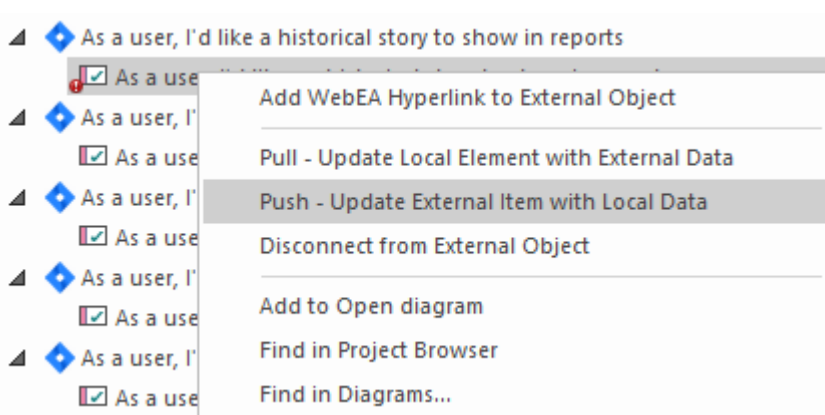 As a user, I'd like a historical story to show in reports
As a use
Add WebEA Hyperlink to External Object
As a user, I'
Pull - Update Local Element with External Data
As a use
Push - Update External Item with Local Data
As a user, I'
Disconnect from External Object
As a use
As a user, I'
Add to Open diagram
As a use
Find in Project Browser
As a user, I'
Find in Diagrams...
As a use